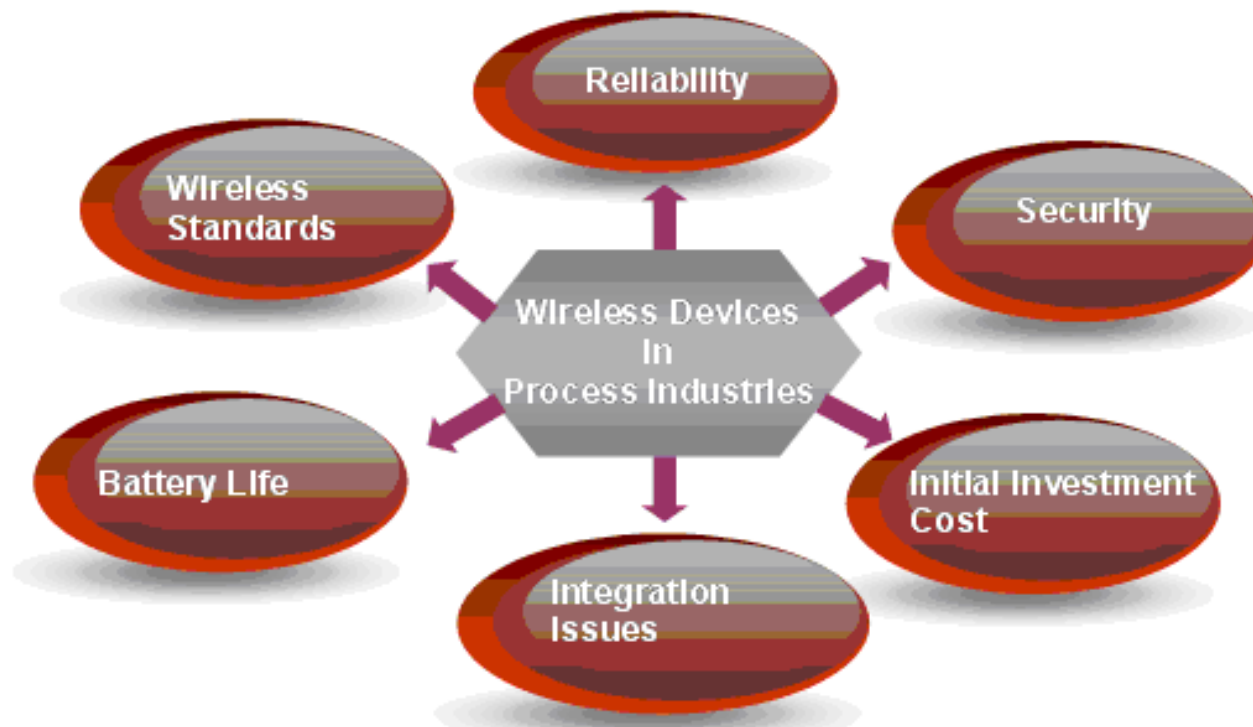 Reliability
Wireless
Standards
Security
Wireless Devices
In
Process Industries
Battery Life
Initial Investment
Cost
Integration
Issues